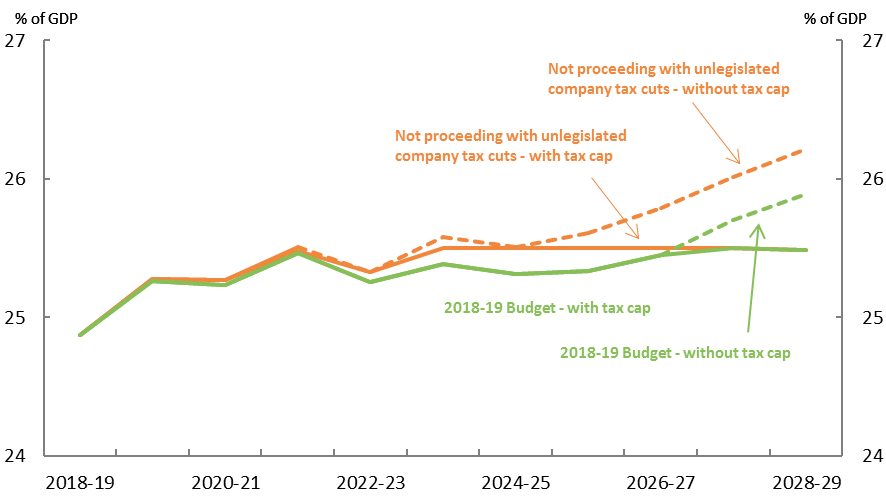 % of GDP
% of GDP
27
27
Not proceeding with unlegislated
company tax cuts - without tax cap
Not proceeding with unlegislated
company tax cuts - with tax cap
26
26
25
25
2018-19 Budget - with tax cap
2018-19 Budget - without tax cap
24
24
2018-19
2020-21
2022-23
2024-25
2026-27
2028-29